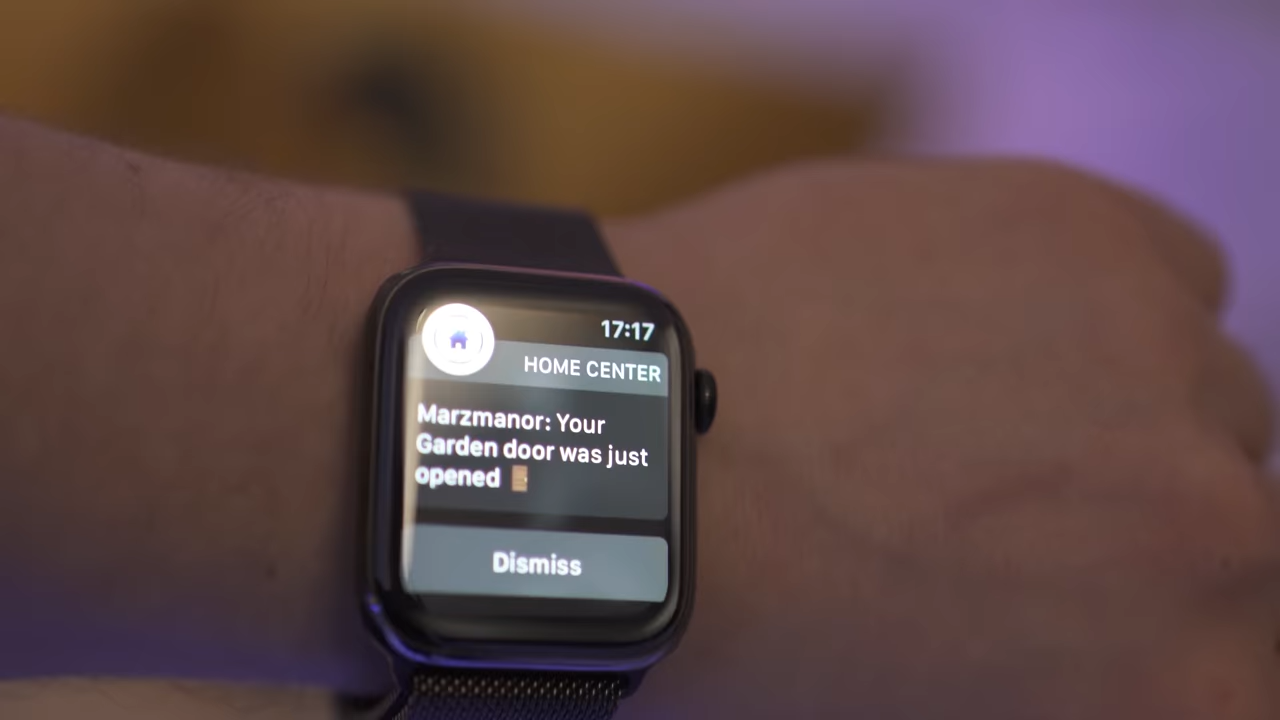 17:17
HOME CENTER
Marzmanor: Your
Garden door was just
opened 🚪
Dismiss